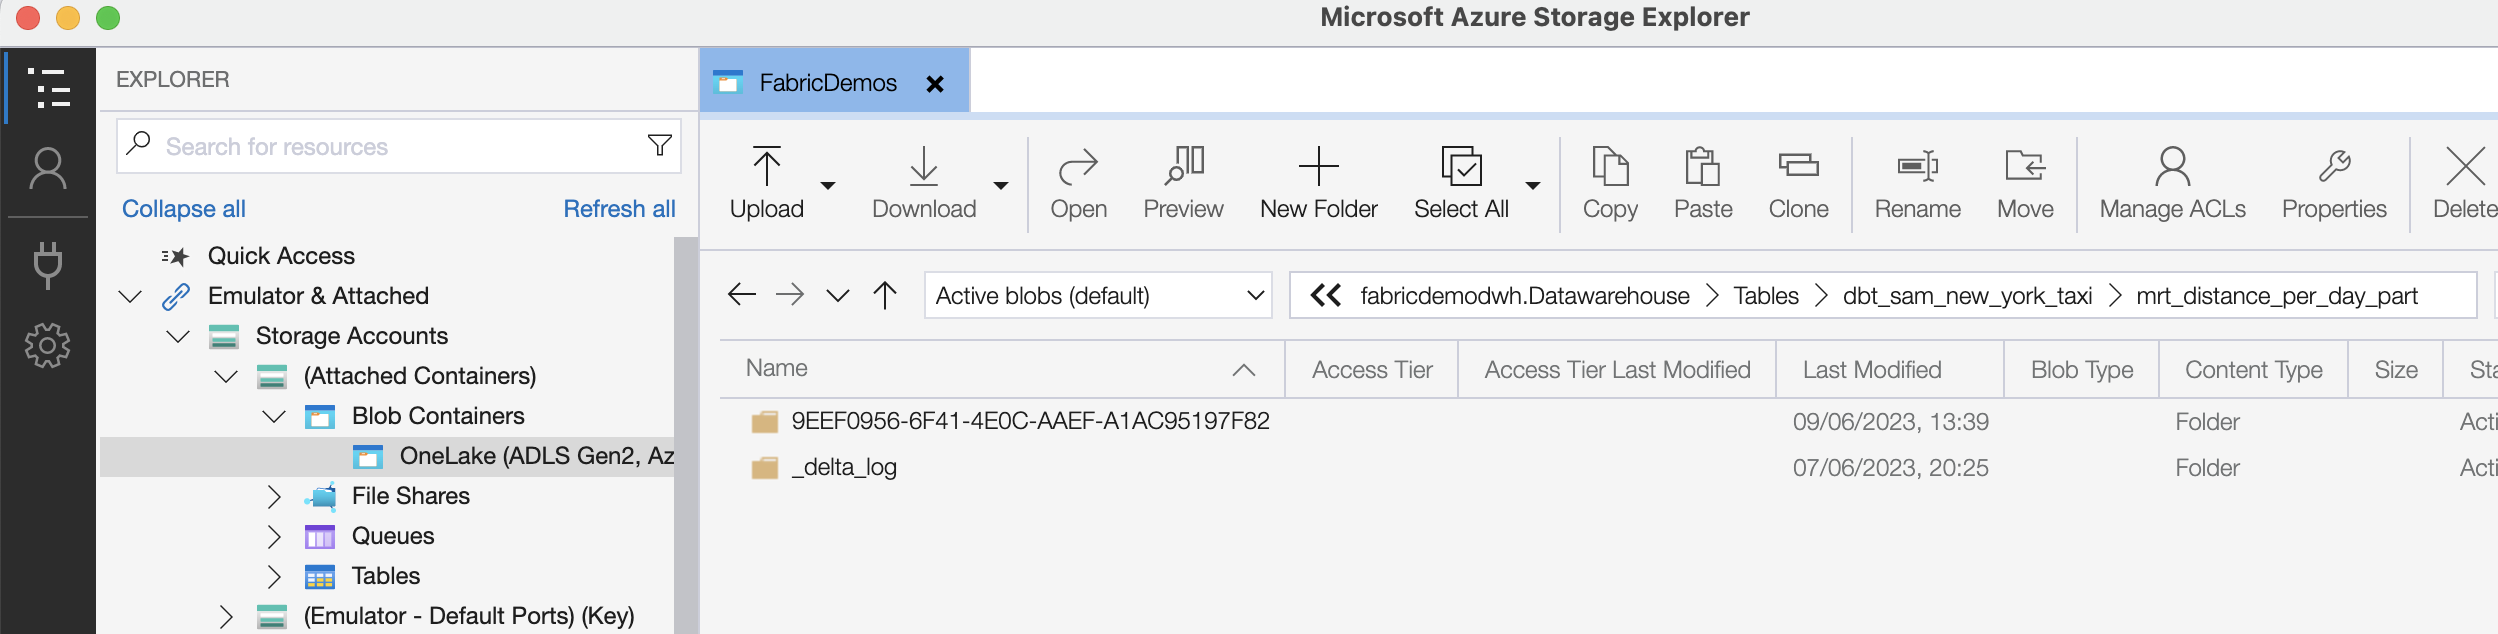 Microsoft Azure Storage Explorer
EXPLORER
Search for resources
Collapse all
Refresh all
Quick Access
Emulator & Attached
Storage Accounts
(Attached Containers)
Blob Containers
OneLake (ADLS Gen2, Az
File Shares
Queues
Tables
(Emulator - Default Ports) (Key)
FabricDemos
Upload
Download
Open
Preview
New Folder
Select All
Copy
Paste
Clone
Rename
Move
Manage ACLs
Properties
Delete
Active blobs (default)
fabricdemodwh.Datawarehouse > Tables > dbt_sam_new_york_taxi > mrt_distance_per_day_part
Name Access Tier Access Tier Last Modified Last Modified Blob Type Content Type Size Sta
9EEF0956-6F41-4E0C-AAEF-A1AC95197F82 09/06/2023, 13:39 Folder Acti
_delta_log 07/06/2023, 20:25 Folder Acti